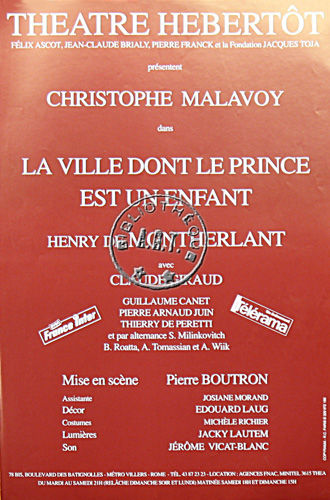 THEATRE HEBERTÔT
FÉLIX ASCOT, JEAN-CLAUDE BRIALY, PIERRE FRANCK et la Fondation JACQUES TOJA
présentent
CHRISTOPHE MALAVOY
dans
LA VILLE DONT LE PRINCE
EST UN ENFANT
BIBLIOTHÈQUE
A.R.T.
HENRY DE MONTHERLANT
avec
CLAUDE GIRAUD
GUILLAUME CANET
PIERRE ARNAUD JUIN
THIERRY DE PERETTI
et par alternance S. Milinkovitch
B. Roatta, A. Tomassian et A. Wiik
France Inter
Télérama
Mise en scène Pierre BOUTRON
Assistante JOSIANE MORAND
Décor EDOUARD LAUG
Costumes MICHÈLE RICHIER
Lumières JACKY LAUTEM
Son JÉRÔME VICAT-BLANC
78 BIS, BOULEVARD DES BATIGNOLLES - MÉTRO VILLIERS - ROME - TÉL. 43 87 23 23 - LOCATION : AGENCES FNAC, MINITEL 3615 THEA
DU MARDI AU SAMEDI 21H (RELÂCHE DIMANCHE SOIR ET LUNDI) MATINÉE SAMEDI 18H ET DIMANCHE 15H